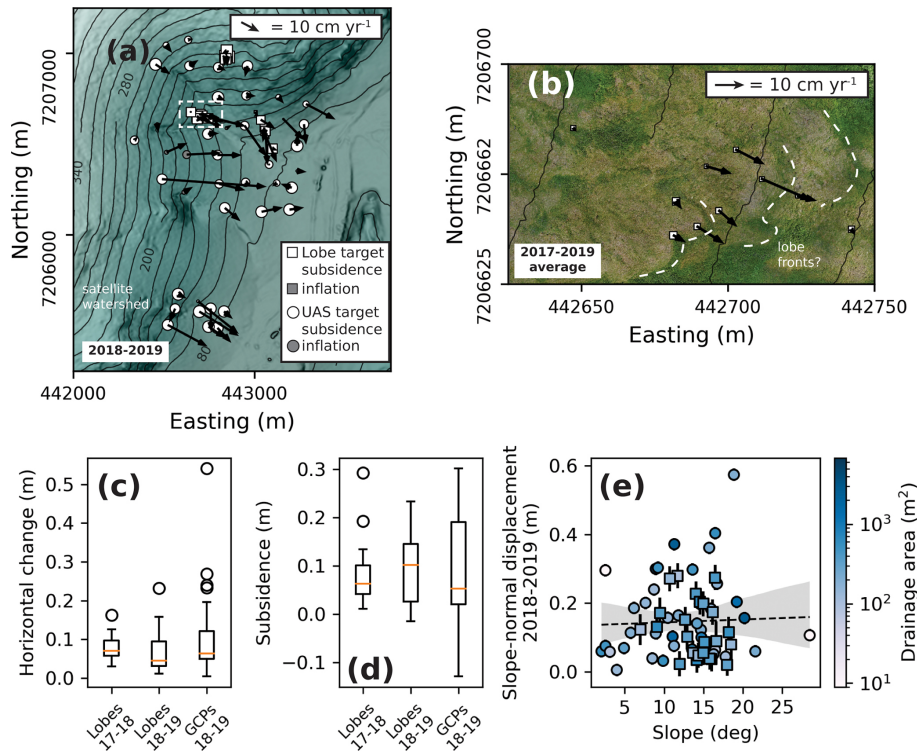 (a)
= 10 cm yr⁻¹
280
340
200
80
satellite
watershed
2018-2019
Lobe target
subsidence
inflation
UAS target
subsidence
inflation
7207000
7206000
Northing (m)
442000
443000
Easting (m)
(b)
= 10 cm yr⁻¹
2017-2019
average
lobe
fronts?
7206700
7206662
7206625
Northing (m)
442650
442700
442750
Easting (m)
(c)
Horizontal change (m)
0.5
0.4
0.3
0.2
0.1
0.0
Lobes
17-18
Lobes
18-19
GCPs
18-19
(d)
Subsidence (m)
0.3
0.2
0.1
0.0
−0.1
Lobes
17-18
Lobes
18-19
GCPs
18-19
(e)
Slope-normal displacement
2018-2019 (m)
0.6
0.4
0.2
0.0
5
10
15
20
25
Slope (deg)
10³
10²
10¹
Drainage area (m²)